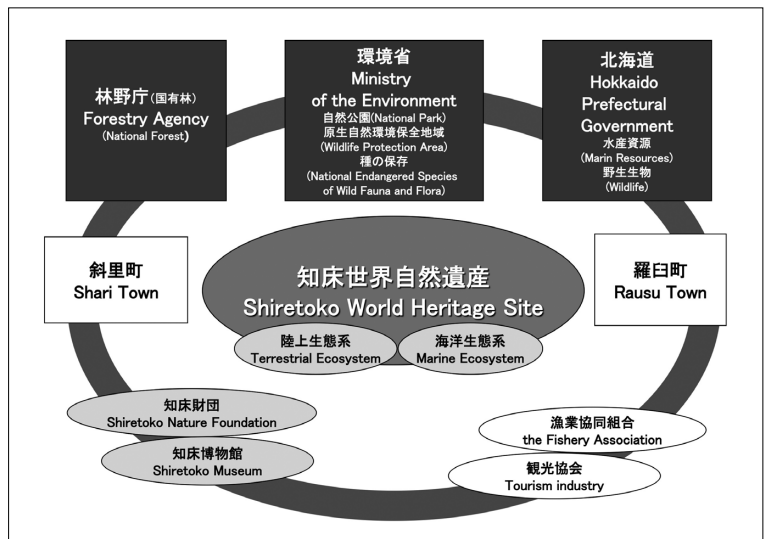 林野庁(国有林)
Forestry Agency
(National Forest)
環境省
Ministry
of the Environment
自然公園(National Park)
原生自然環境保全地域
(Wildlife Protection Area)
種の保存
(National Endangered Species
of Wild Fauna and Flora)
北海道
Hokkaido
Prefectural
Government
水産資源
(Marin Resources)
野生生物
(Wildlife)
斜里町
Shari Town
知床世界自然遺産
Shiretoko World Heritage Site
羅臼町
Rausu Town
陸上生態系
Terrestrial Ecosystem
海洋生態系
Marine Ecosystem
知床財団
Shiretoko Nature Foundation
知床博物館
Shiretoko Museum
漁業協同組合
the Fishery Association
観光協会
Tourism industry